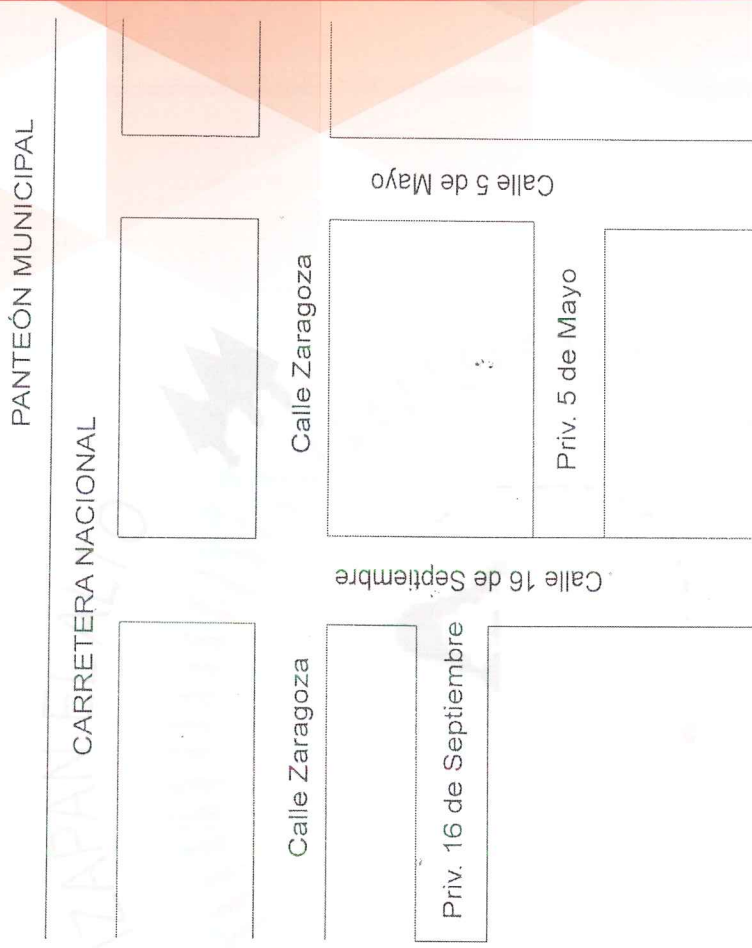 PANTEÓN MUNICIPAL
CARRETERA NACIONAL
Calle Zaragoza
Calle Zaragoza
Calle 5 de Mayo
Calle 16 de Septiembre
Priv. 5 de Mayo
Priv. 16 de Septiembre